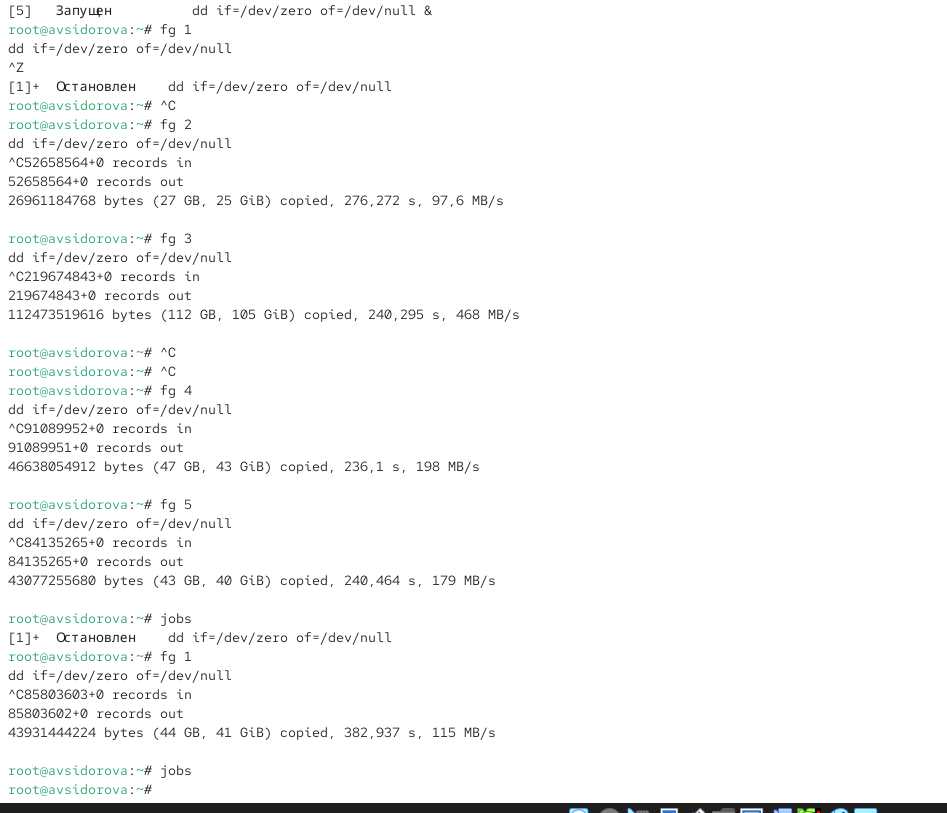 [5]   Запущен          dd if=/dev/zero of=/dev/null &
root@avsidorova:~# fg 1
dd if=/dev/zero of=/dev/null
^Z
[1]+  Остановлен    dd if=/dev/zero of=/dev/null
root@avsidorova:~# ^C
root@avsidorova:~# fg 2
dd if=/dev/zero of=/dev/null
^C52658564+0 records in
52658564+0 records out
26961184768 bytes (27 GB, 25 GiB) copied, 276,272 s, 97,6 MB/s

root@avsidorova:~# fg 3
dd if=/dev/zero of=/dev/null
^C219674843+0 records in
219674843+0 records out
112473519616 bytes (112 GB, 105 GiB) copied, 240,295 s, 468 MB/s

root@avsidorova:~# ^C
root@avsidorova:~# ^C
root@avsidorova:~# fg 4
dd if=/dev/zero of=/dev/null
^C91089952+0 records in
91089951+0 records out
46638054912 bytes (47 GB, 43 GiB) copied, 236,1 s, 198 MB/s

root@avsidorova:~# fg 5
dd if=/dev/zero of=/dev/null
^C84135265+0 records in
84135265+0 records out
43077255680 bytes (43 GB, 40 GiB) copied, 240,464 s, 179 MB/s

root@avsidorova:~# jobs
[1]+  Остановлен    dd if=/dev/zero of=/dev/null
root@avsidorova:~# fg 1
dd if=/dev/zero of=/dev/null
^C85803603+0 records in
85803602+0 records out
43931444224 bytes (44 GB, 41 GiB) copied, 382,937 s, 115 MB/s

root@avsidorova:~# jobs
root@avsidorova:~#